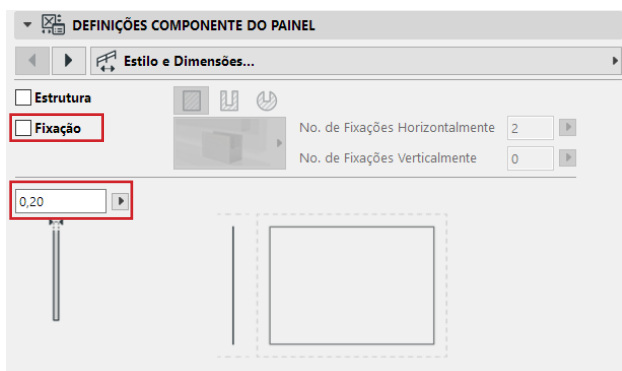 DEFINIÇÕES COMPONENTE DO PAINEL
Estilo e Dimensões...
Estrutura
Fixação
No. de Fixações Horizontalmente 2
No. de Fixações Verticalmente 0
0,20